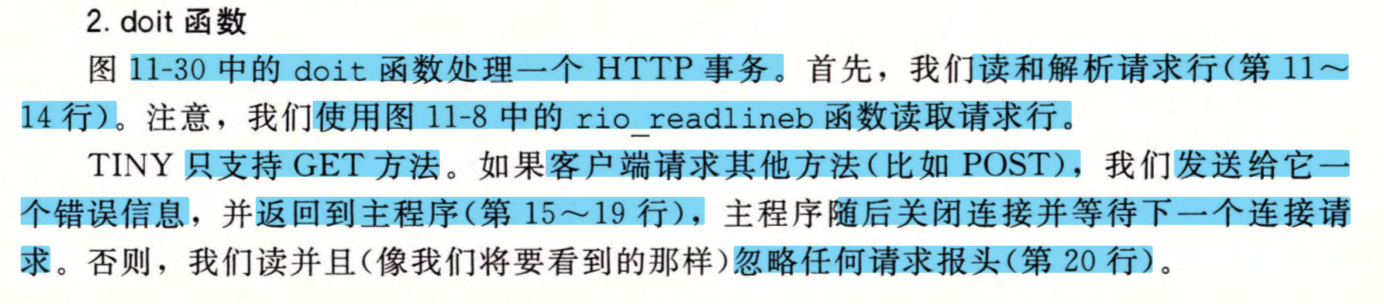 2. doit 函数
图 11-30 中的 doit 函数处理一个 HTTP 事务。首先，我们读和解析请求行(第 11～
14 行)。注意，我们使用图 11-8 中的 rio_readlineb 函数读取请求行。
TINY 只支持 GET 方法。如果客户端请求其他方法(比如 POST)，我们发送给它一
个错误信息，并返回到主程序(第 15～19 行)，主程序随后关闭连接并等待下一个连接请
求。否则，我们读并且(像我们将要看到的那样)忽略任何请求报头(第 20 行)。